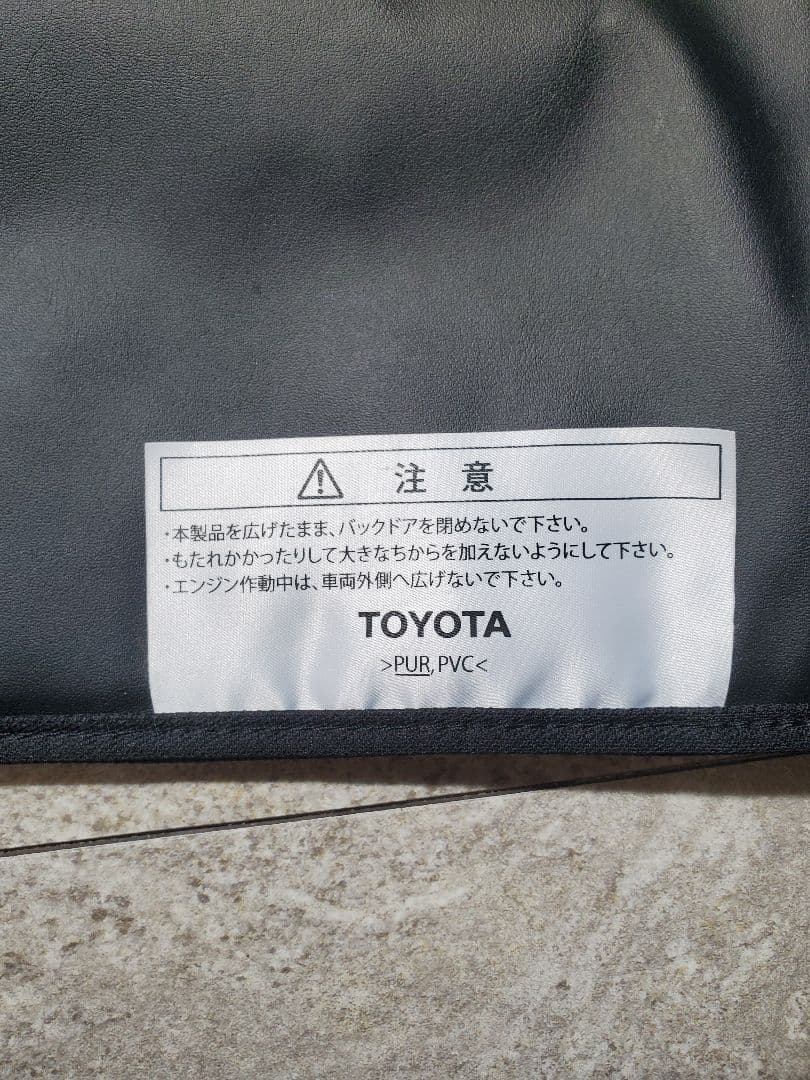 注意
・本製品を広げたまま、バックドアを閉めないで下さい。
・もたれかかったりして大きなちからを加えないようにして下さい。
・エンジン作動中は、車両外側へ広げないで下さい。
TOYOTA
>PUR,PVC<